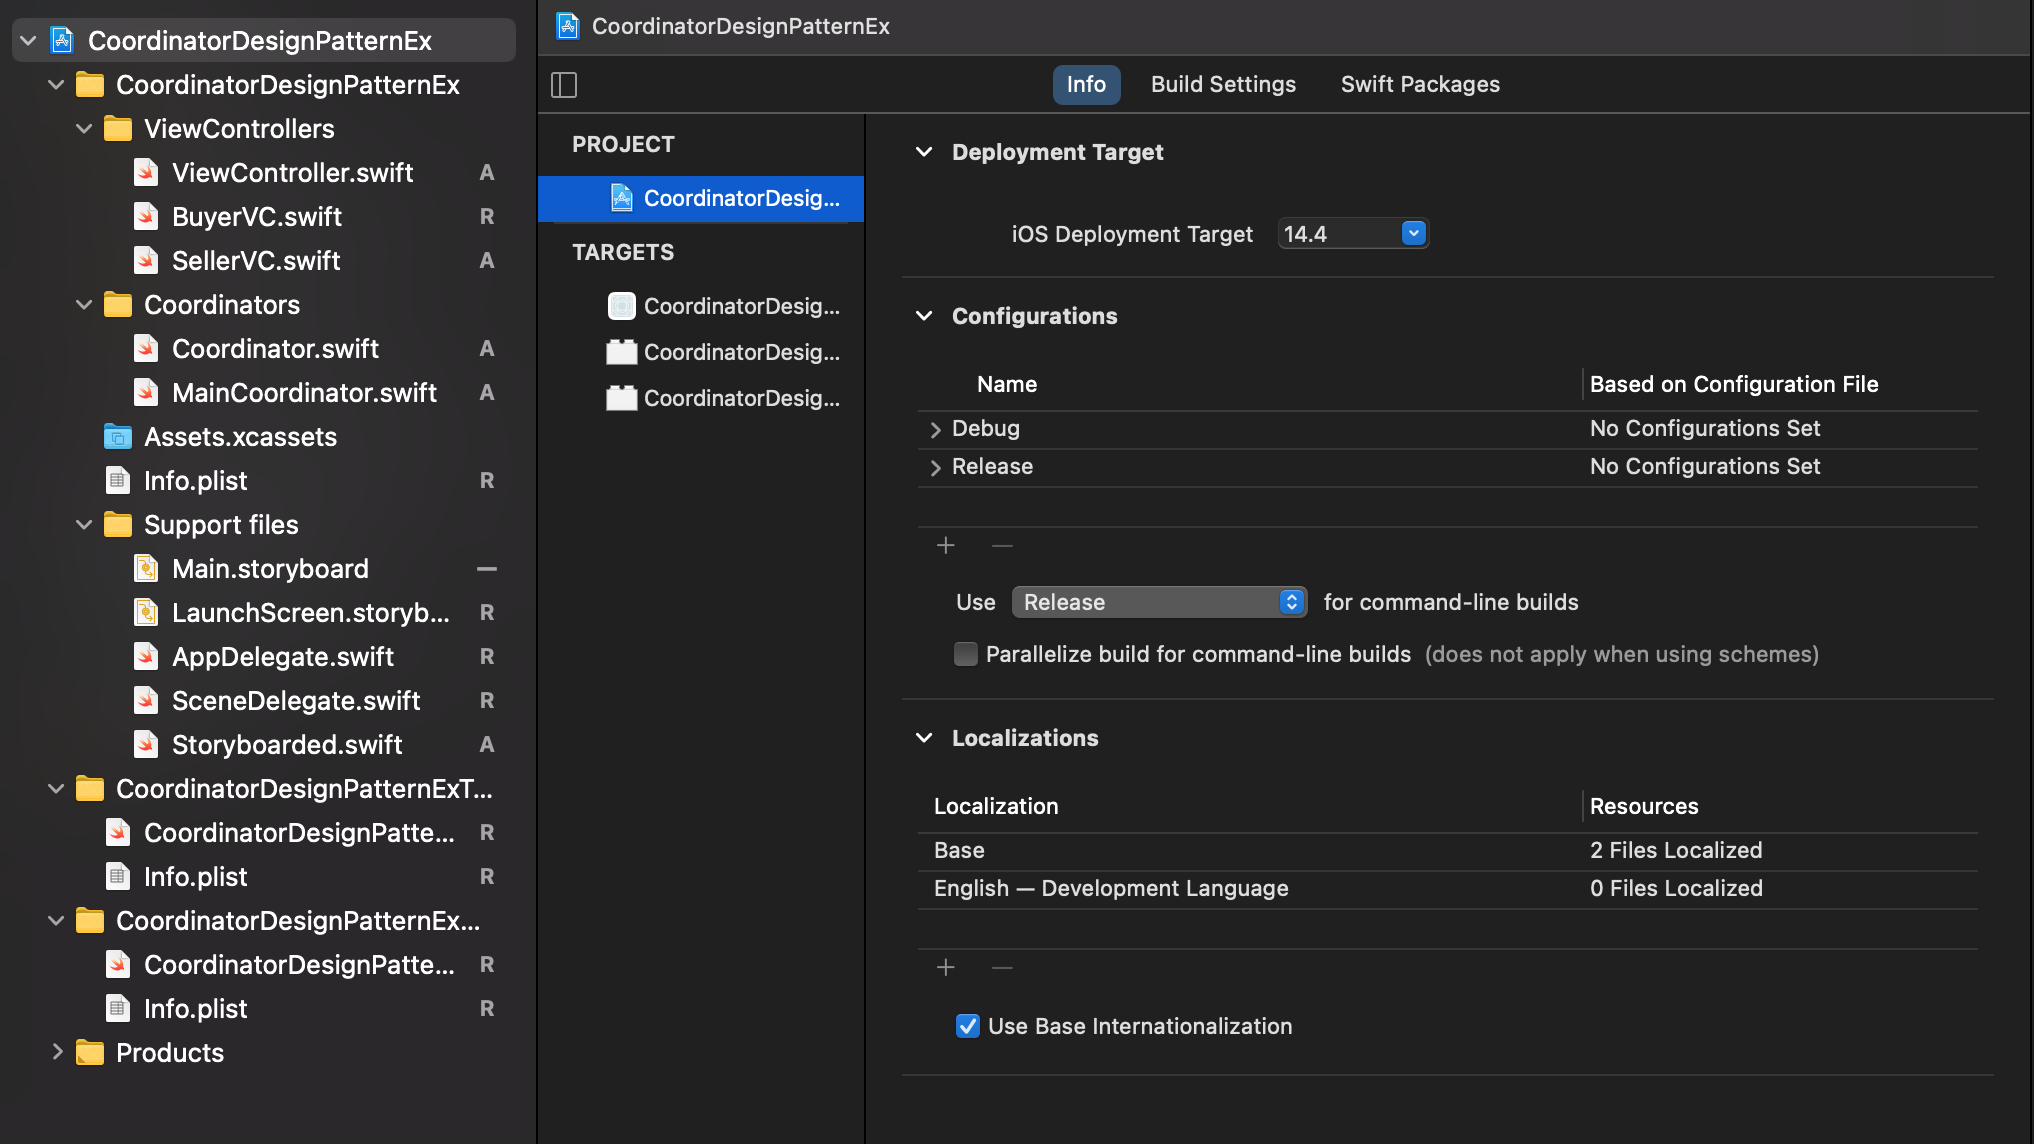 CoordinatorDesignPatternEx
CoordinatorDesignPatternEx
ViewControllers
ViewController.swift A
BuyerVC.swift R
SellerVC.swift A
Coordinators
Coordinator.swift A
MainCoordinator.swift A
Assets.xcassets
Info.plist R
Support files
Main.storyboard —
LaunchScreen.storyb... R
AppDelegate.swift R
SceneDelegate.swift R
Storyboarded.swift A
CoordinatorDesignPatternExT...
CoordinatorDesignPatte... R
Info.plist R
CoordinatorDesignPatternEx...
CoordinatorDesignPatte... R
Info.plist R
Products
CoordinatorDesignPatternEx
Info Build Settings Swift Packages
PROJECT
CoordinatorDesig...
TARGETS
CoordinatorDesig...
CoordinatorDesig...
CoordinatorDesig...
Deployment Target
iOS Deployment Target 14.4
Configurations
Name Based on Configuration File
Debug No Configurations Set
Release No Configurations Set
Use Release for command-line builds
Parallelize build for command-line builds (does not apply when using schemes)
Localizations
Localization Resources
Base 2 Files Localized
English — Development Language 0 Files Localized
Use Base Internationalization